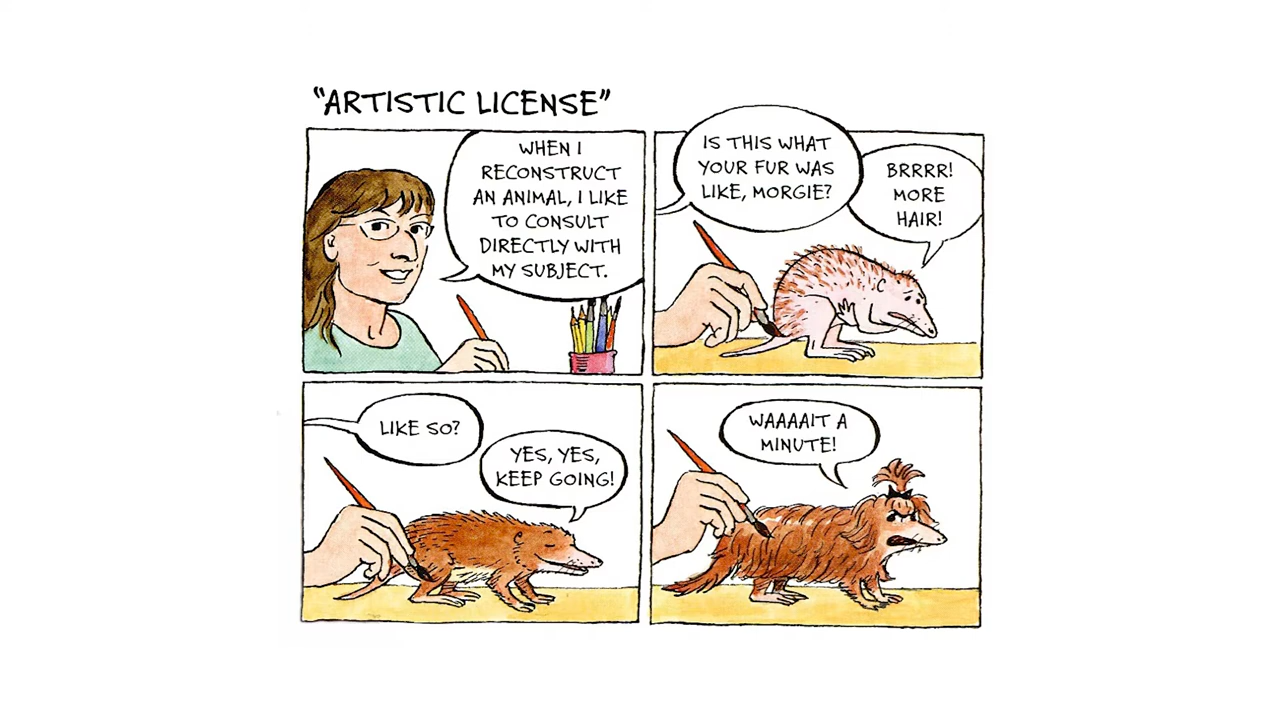 "ARTISTIC LICENSE"
WHEN I
RECONSTRUCT
AN ANIMAL, I LIKE
TO CONSULT
DIRECTLY WITH
MY SUBJECT.
IS THIS WHAT
YOUR FUR WAS
LIKE, MORGIE?
BRRRR!
MORE
HAIR!
LIKE SO?
YES, YES,
KEEP GOING!
WAAAAIT A
MINUTE!